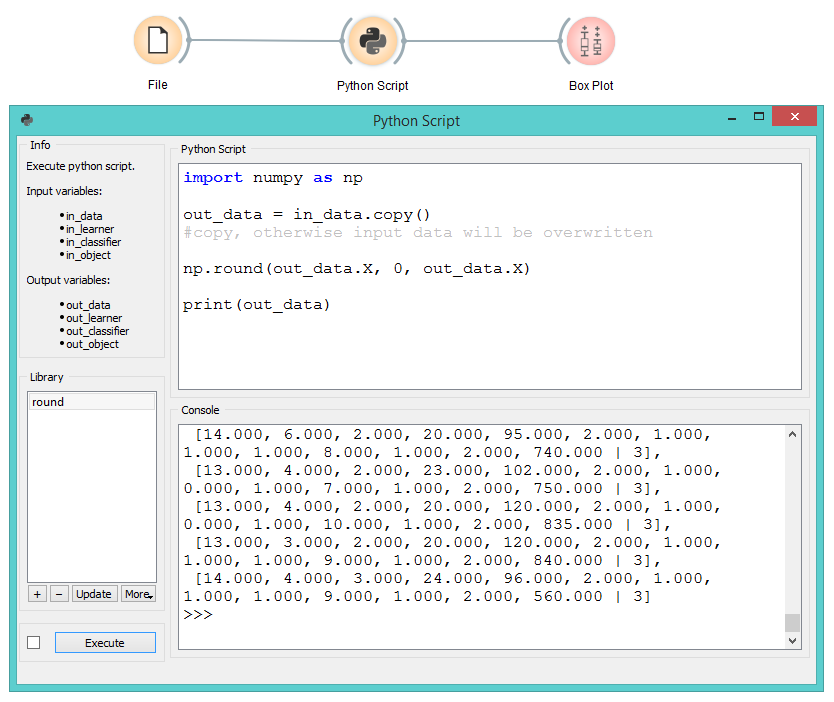 File
Python Script
Box Plot
Python Script
Info
Execute python script.
Input variables:
•in_data
•in_learner
•in_classifier
•in_object
Output variables:
•out_data
•out_learner
•out_classifier
•out_object
Library
round
+
−
Update
More
Execute
Python Script
import numpy as np
out_data = in_data.copy()
#copy, otherwise input data will be overwritten
np.round(out_data.X, 0, out_data.X)
print(out_data)
Console
[14.000, 6.000, 2.000, 20.000, 95.000, 2.000, 1.000,
1.000, 1.000, 8.000, 1.000, 2.000, 740.000 | 3],
[13.000, 4.000, 2.000, 23.000, 102.000, 2.000, 1.000,
0.000, 1.000, 7.000, 1.000, 2.000, 750.000 | 3],
[13.000, 4.000, 2.000, 20.000, 120.000, 2.000, 1.000,
0.000, 1.000, 10.000, 1.000, 2.000, 835.000 | 3],
[13.000, 3.000, 2.000, 20.000, 120.000, 2.000, 1.000,
1.000, 1.000, 9.000, 1.000, 2.000, 840.000 | 3],
[14.000, 4.000, 3.000, 24.000, 96.000, 2.000, 1.000,
1.000, 1.000, 9.000, 1.000, 2.000, 560.000 | 3]
>>>